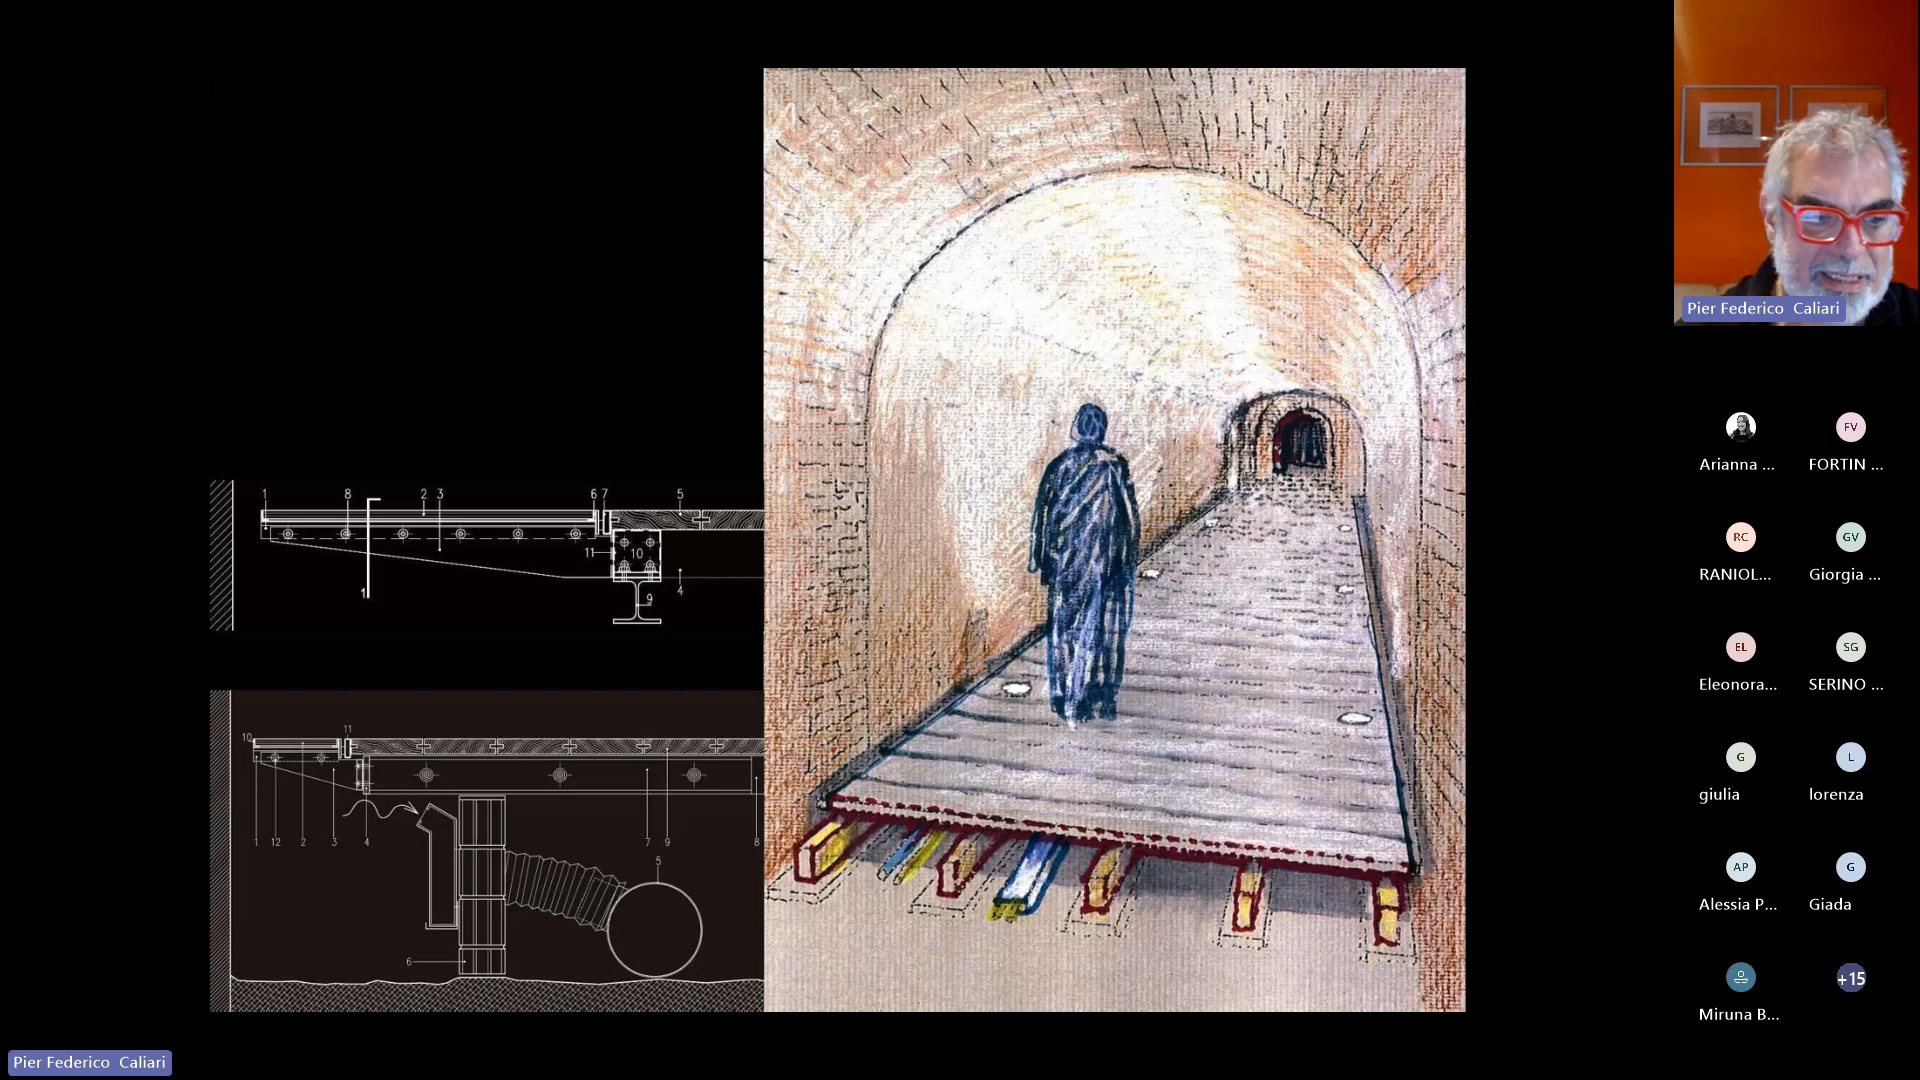 1 8 2 3 6 7 5
11 10
1 4
9
10 11
1 12 2 3 4 7 9 8
5
6
Pier Federico Caliari
Arianna ...
FV
FORTIN ...
RC
RANIOL...
GV
Giorgia ...
EL
Eleonora...
SG
SERINO ...
G
giulia
L
lorenza
AP
Alessia P...
G
Giada
Miruna B...
+15
Pier Federico Caliari